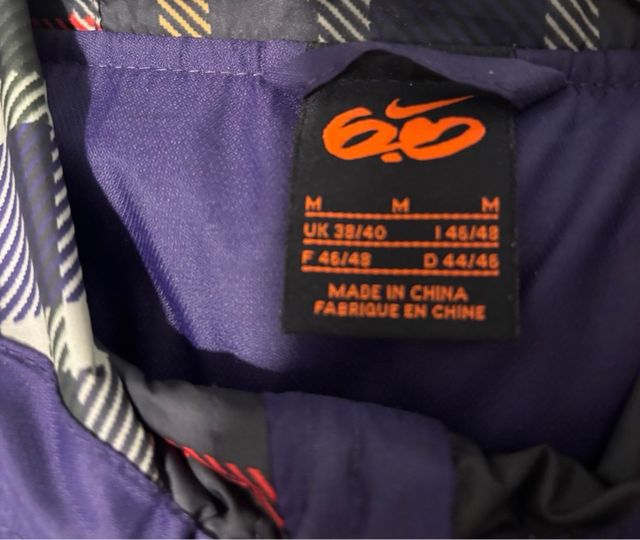 6.0
M M M
UK 38/40 I 46/48
F 46/48 D 44/46
MADE IN CHINA
FABRIQUE EN CHINE